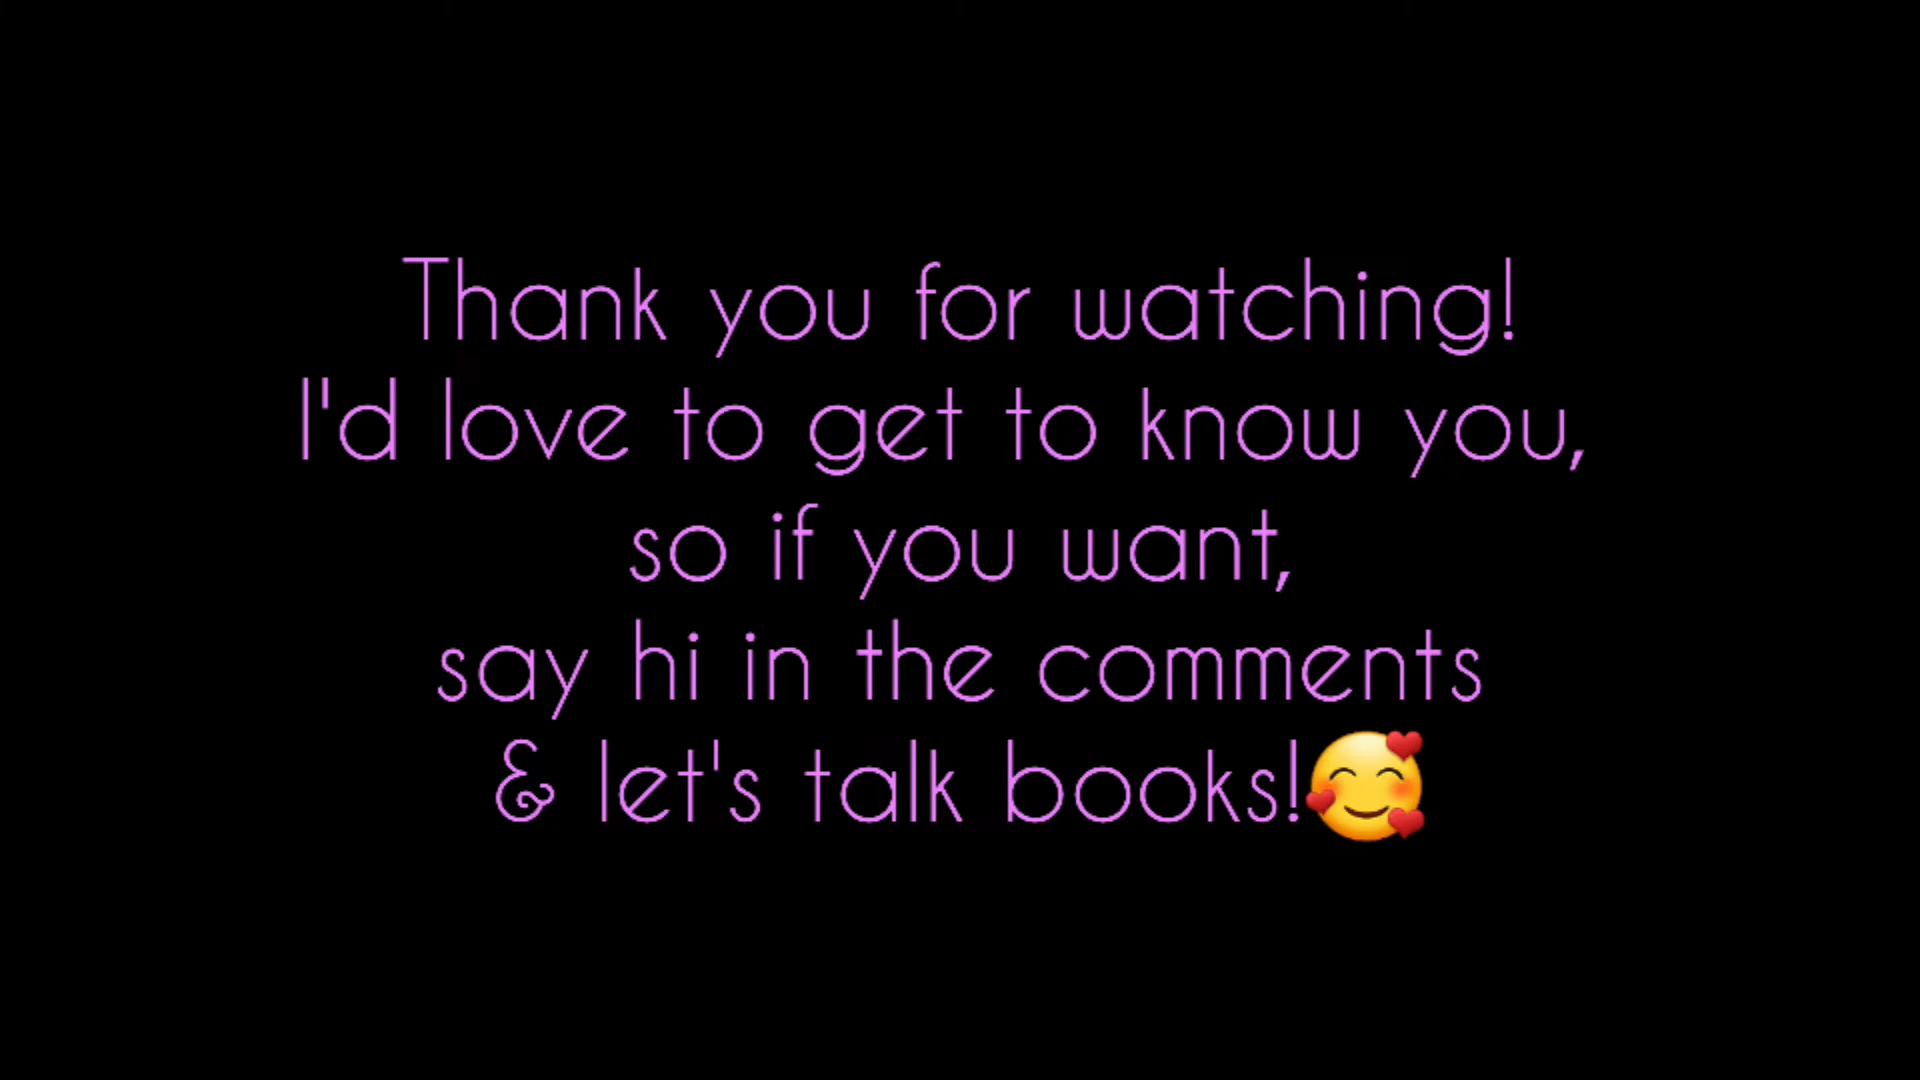 Thank you for watching!
I'd love to get to know you,
so if you want,
say hi in the comments
& let's talk books!🥰